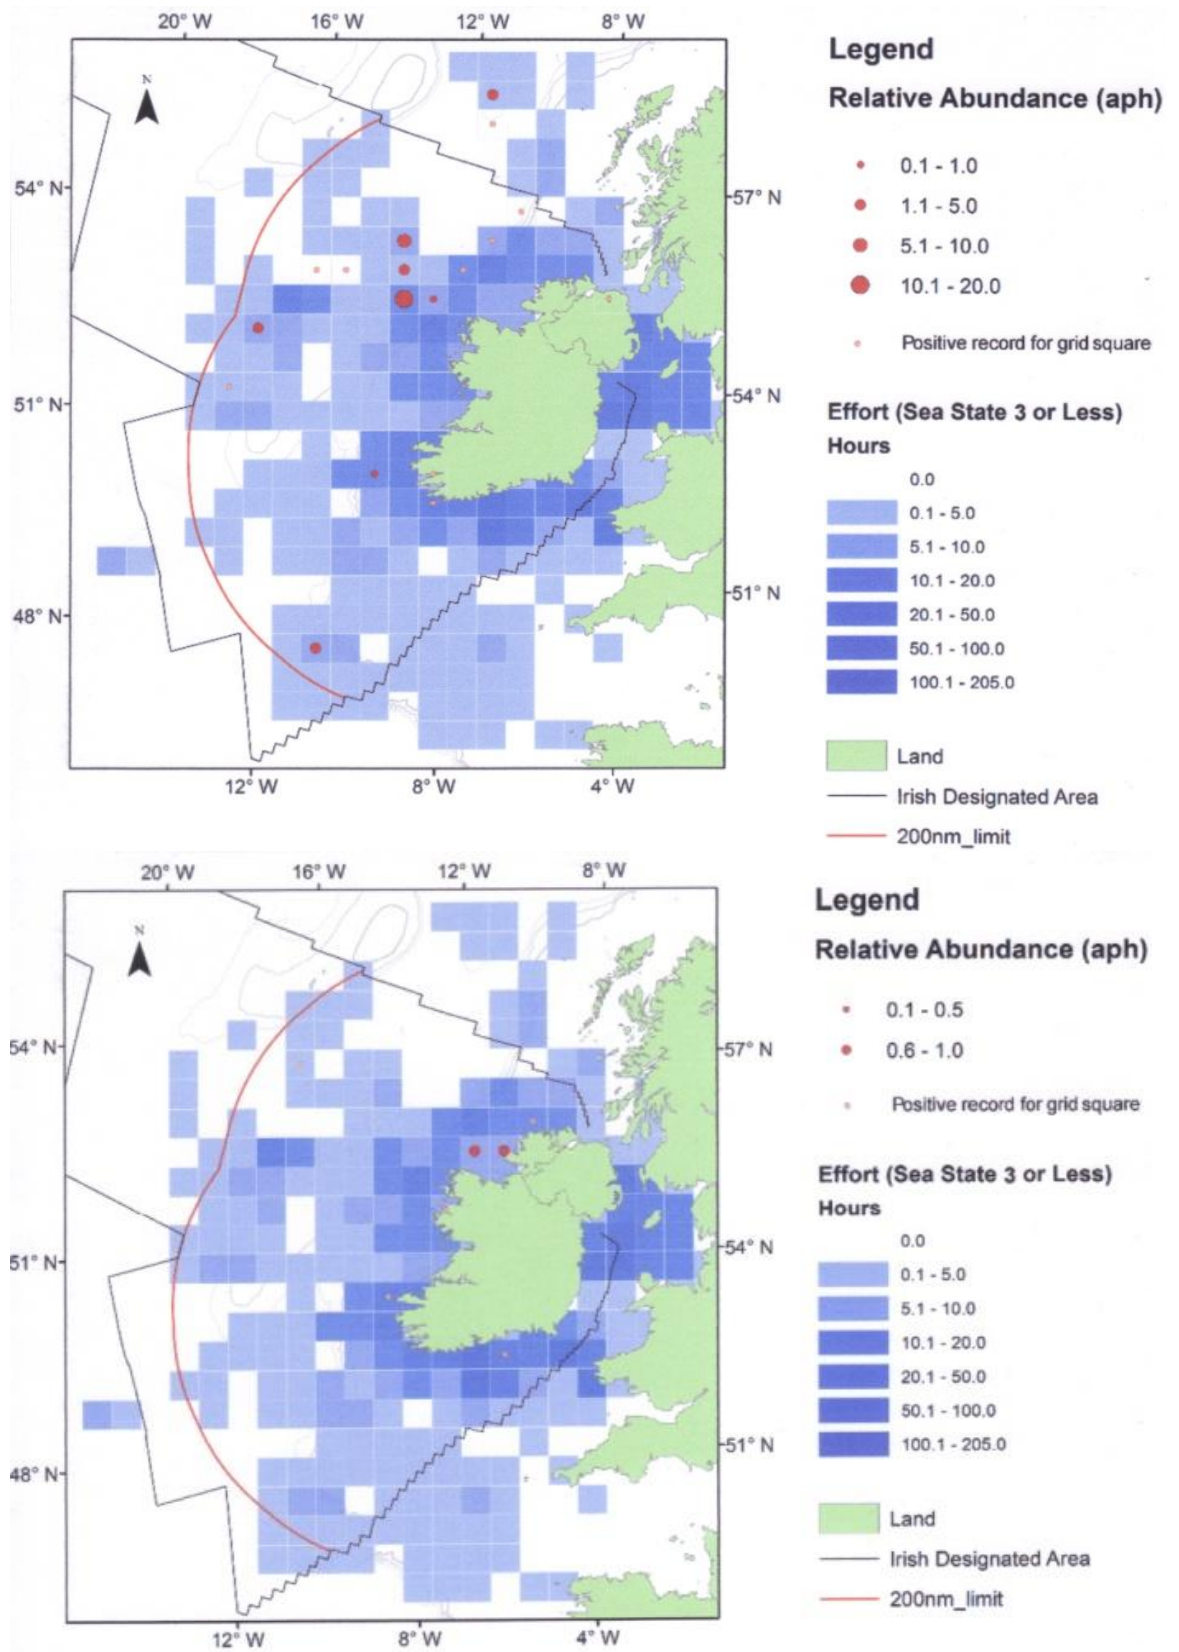 20° W 16° W 12° W 8° W
N
54° N
57° N
51° N
54° N
48° N
51° N
12° W 8° W 4° W
Legend
Relative Abundance (aph)
0.1 - 1.0
1.1 - 5.0
5.1 - 10.0
10.1 - 20.0
Positive record for grid square
Effort (Sea State 3 or Less)
Hours
0.0
0.1 - 5.0
5.1 - 10.0
10.1 - 20.0
20.1 - 50.0
50.1 - 100.0
100.1 - 205.0
Land
Irish Designated Area
200nm_limit
20° W 16° W 12° W 8° W
N
54° N
57° N
51° N
54° N
48° N
51° N
12° W 8° W 4° W
Legend
Relative Abundance (aph)
0.1 - 0.5
0.6 - 1.0
Positive record for grid square
Effort (Sea State 3 or Less)
Hours
0.0
0.1 - 5.0
5.1 - 10.0
10.1 - 20.0
20.1 - 50.0
50.1 - 100.0
100.1 - 205.0
Land
Irish Designated Area
200nm_limit